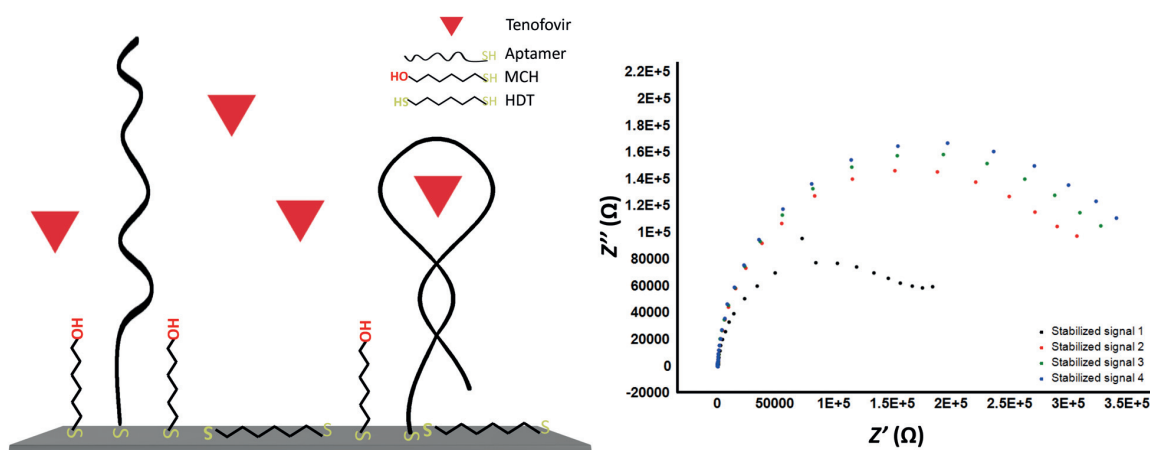 Tenofovir
SH Aptamer
HO SH MCH
HS SH HDT
HO
HO
HO
S
S
S
S
S
S
S
S
S
Z″ (Ω)
2.2E+5
2E+5
1.8E+5
1.6E+5
1.4E+5
1.2E+5
1E+5
80000
60000
40000
20000
0
-20000
Stabilized signal 1
Stabilized signal 2
Stabilized signal 3
Stabilized signal 4
0 50000 1E+5 1.5E+5 2E+5 2.5E+5 3E+5 3.5E+5
Z′ (Ω)